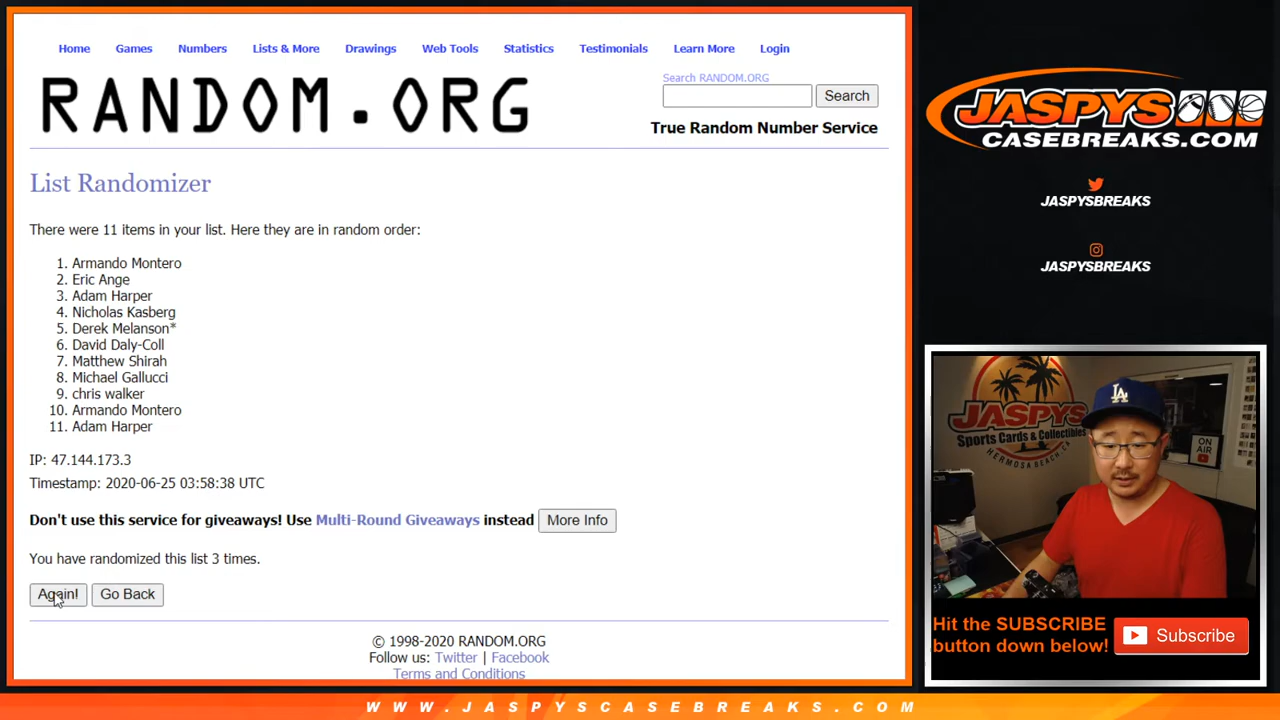 Home Games Numbers Lists & More Drawings Web Tools Statistics Testimonials Learn More Login
RANDOM.ORG
Search RANDOM.ORG
Search
True Random Number Service
List Randomizer
There were 11 items in your list. Here they are in random order:
1. Armando Montero
2. Eric Ange
3. Adam Harper
4. Nicholas Kasberg
5. Derek Melanson*
6. David Daly-Coll
7. Matthew Shirah
8. Michael Gallucci
9. chris walker
10. Armando Montero
11. Adam Harper
IP: 47.144.173.3
Timestamp: 2020-06-25 03:58:38 UTC
Don't use this service for giveaways! Use Multi-Round Giveaways instead More Info
You have randomized this list 3 times.
Again! Go Back
© 1998-2020 RANDOM.ORG
Follow us: Twitter | Facebook
Terms and Conditions
JASPYS
CASEBREAKS.COM
JASPYSBREAKS
JASPYSBREAKS
JASPYS
Sports Cards & Collectibles
HERMOSA BEACH, CA
LA
ON
AIR
Hit the SUBSCRIBE
button down below!
Subscribe
WWW.JASPYSCASEBREAKS.COM